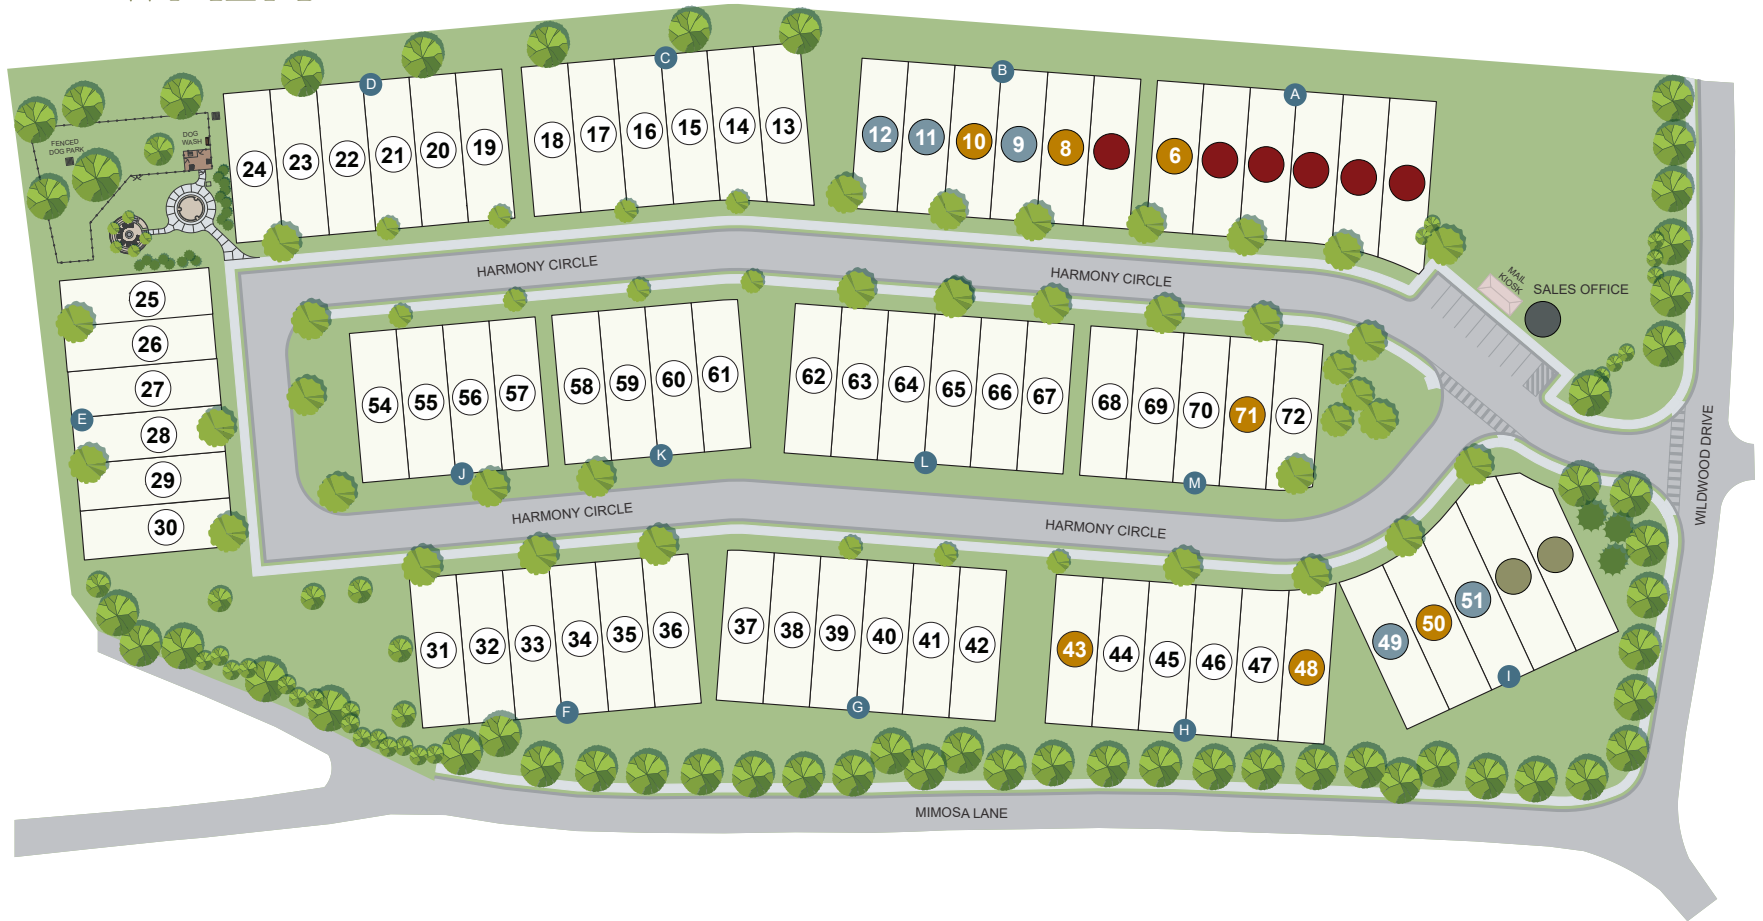 C
B
D
A
24 23 22 21 20 19
18 17 16 15 14 13
12 11 10 9 8
6
FENCED
DOG PARK
DOG
WASH
HARMONY CIRCLE
HARMONY CIRCLE
MAIL
KIOSK
SALES OFFICE
25
26
27
E
28
29
30
54 55 56 57
J
58 59 60 61
K
62 63 64 65 66 67
L
68 69 70 71 72
M
WILDWOOD DRIVE
HARMONY CIRCLE
HARMONY CIRCLE
31 32 33 34 35 36
F
37 38 39 40 41 42
G
43 44 45 46 47 48
H
49 50 51
I
MIMOSA LANE